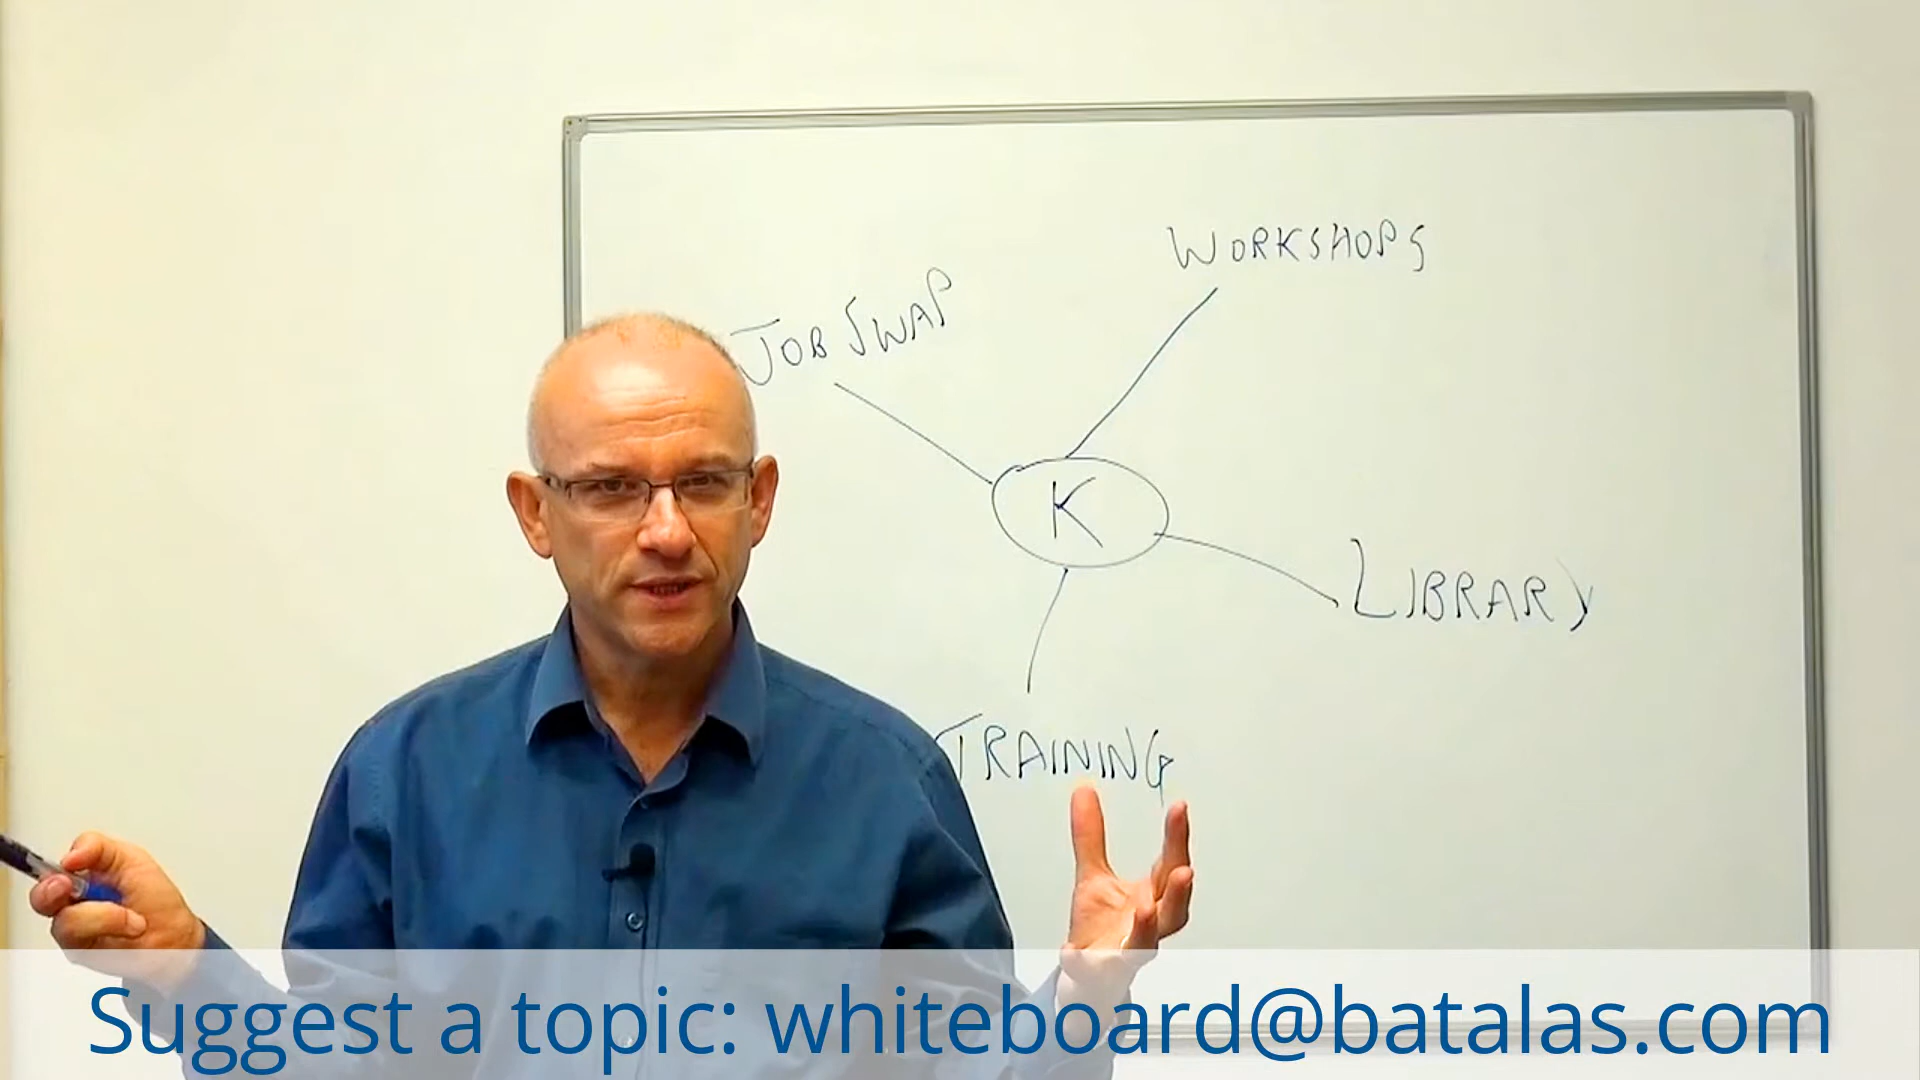 WORKSHOPS
JOB SWAP
K
LIBRARY
TRAINING
Suggest a topic: whiteboard@batalas.com